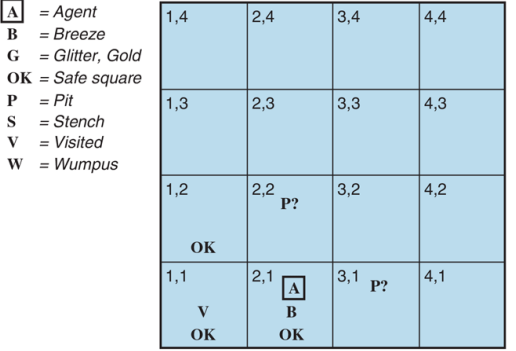 A = Agent
B = Breeze
G = Glitter, Gold
OK = Safe square
P = Pit
S = Stench
V = Visited
W = Wumpus
1,4 2,4 3,4 4,4
1,3 2,3 3,3 4,3
1,2 2,2 3,2 4,2
P?
OK
1,1 2,1 3,1 4,1
A P?
V B
OK OK